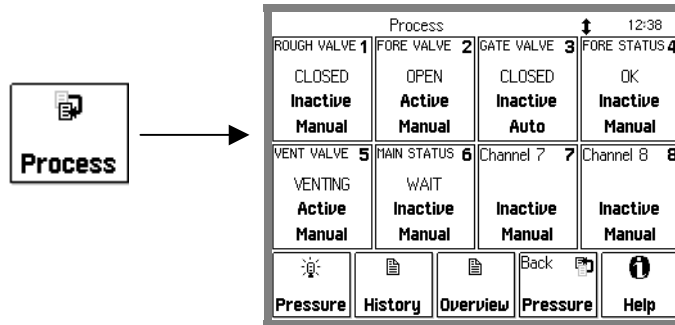 Process
Process 12:38
ROUGH VALVE 1 FORE VALVE 2 GATE VALVE 3 FORE STATUS 4
CLOSED OPEN CLOSED OK
Inactive Active Inactive Inactive
Manual Manual Auto Manual
VENT VALVE 5 MAIN STATUS 6 Channel 7 7 Channel 8 8
VENTING WAIT
Active Inactive Inactive Inactive
Manual Manual Manual Manual
Back
Pressure History Overview Pressure Help